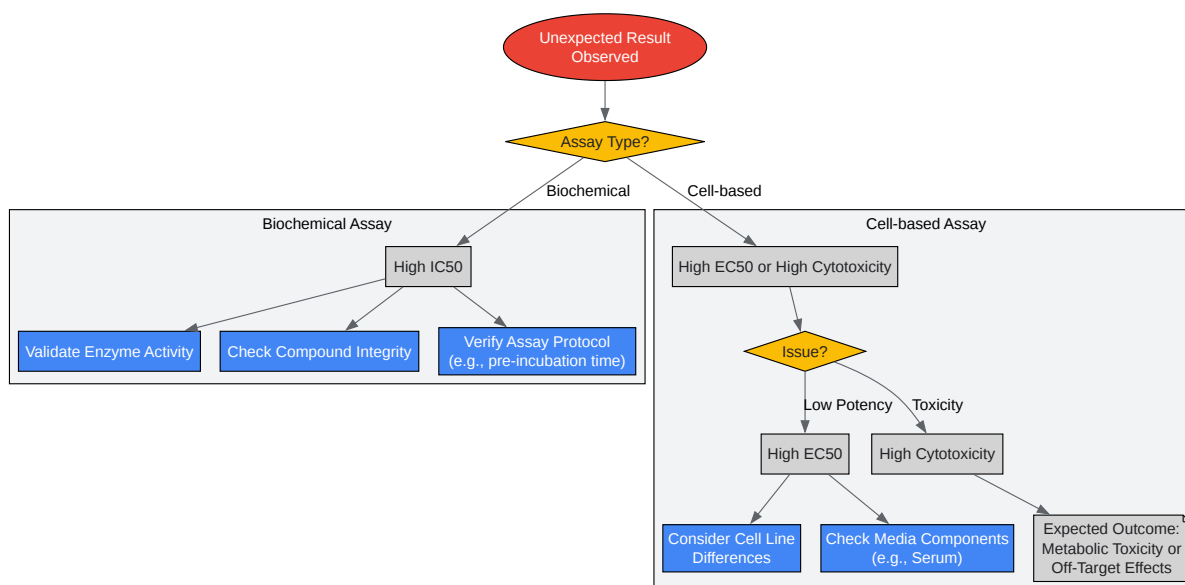 Unexpected Result
Observed
Assay Type?
Biochemical
Cell-based
Biochemical Assay
High IC50
Validate Enzyme Activity
Check Compound Integrity
Verify Assay Protocol
(e.g., pre-incubation time)
Cell-based Assay
High EC50 or High Cytotoxicity
Issue?
Low Potency
Toxicity
High EC50
High Cytotoxicity
Consider Cell Line
Differences
Check Media Components
(e.g., Serum)
Expected Outcome:
Metabolic Toxicity or
Off-Target Effects